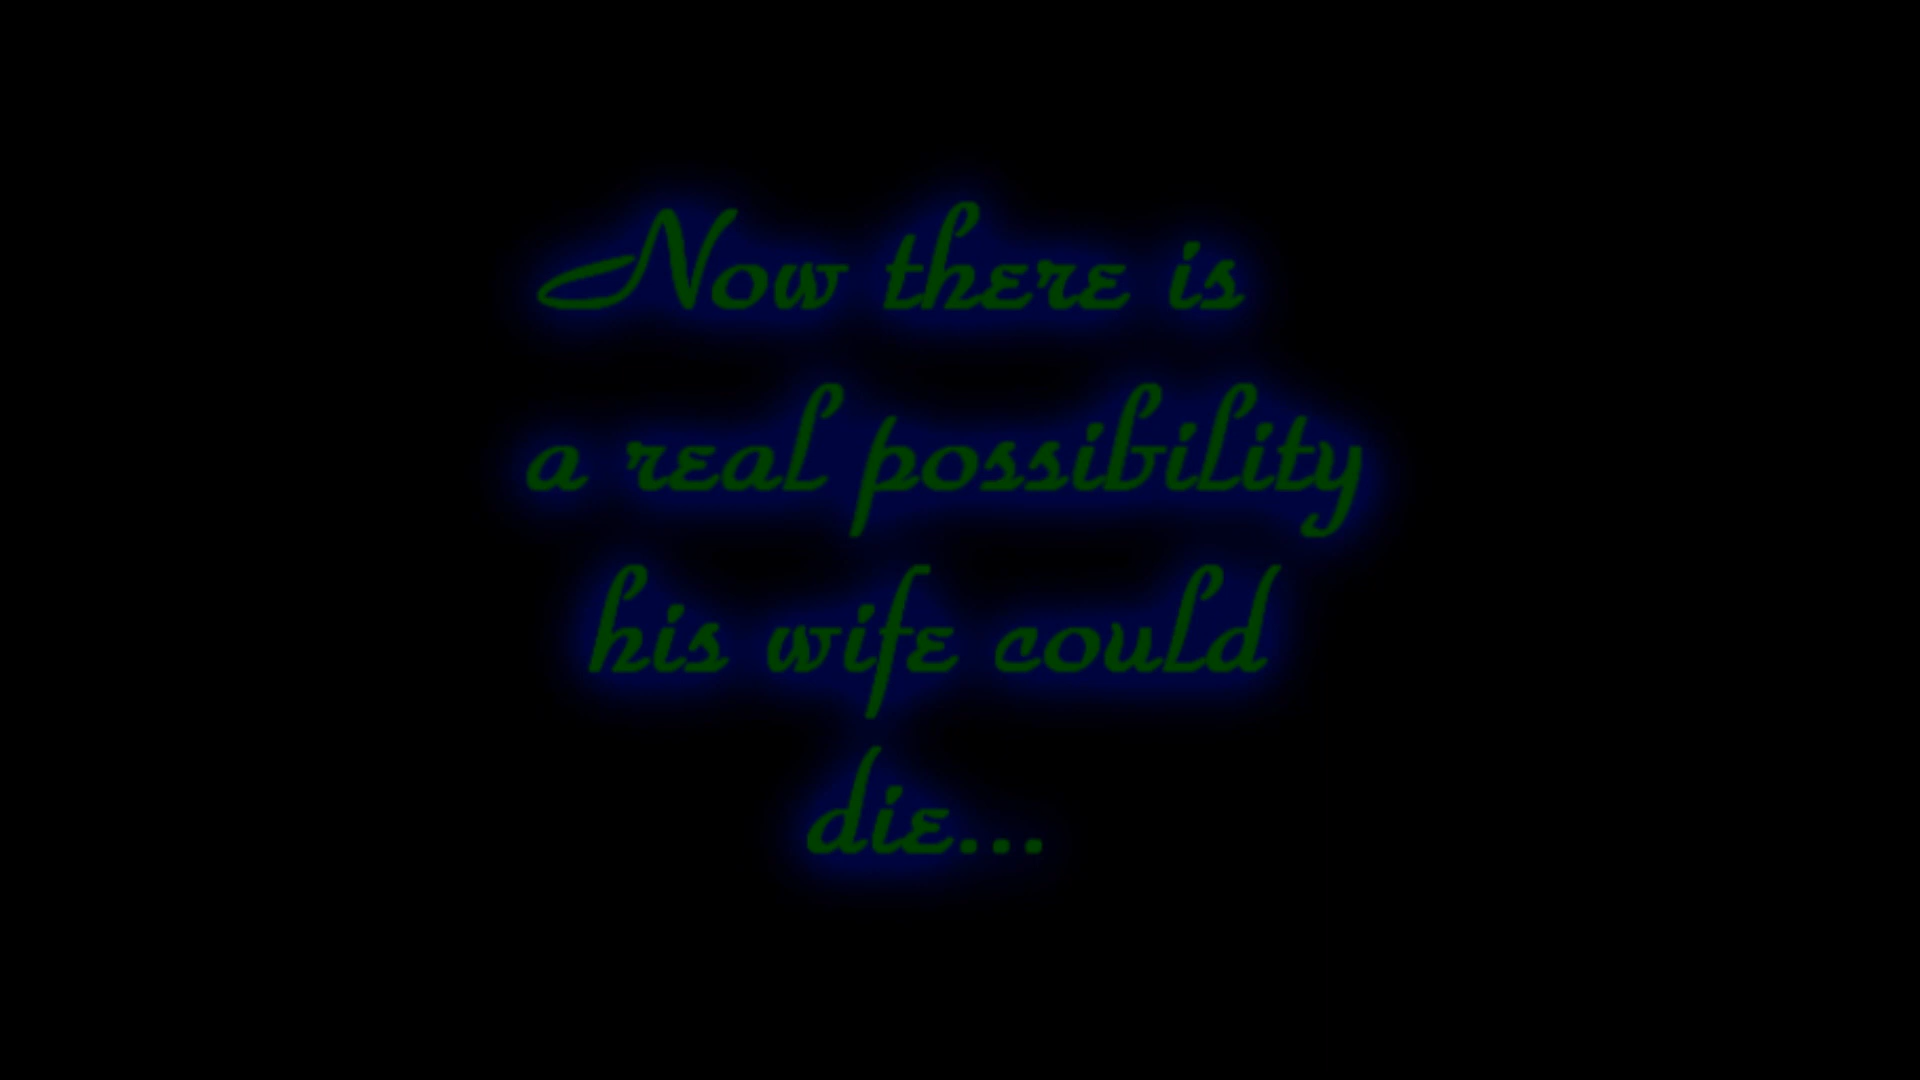 Now there is
a real possibility
his wife could
die...